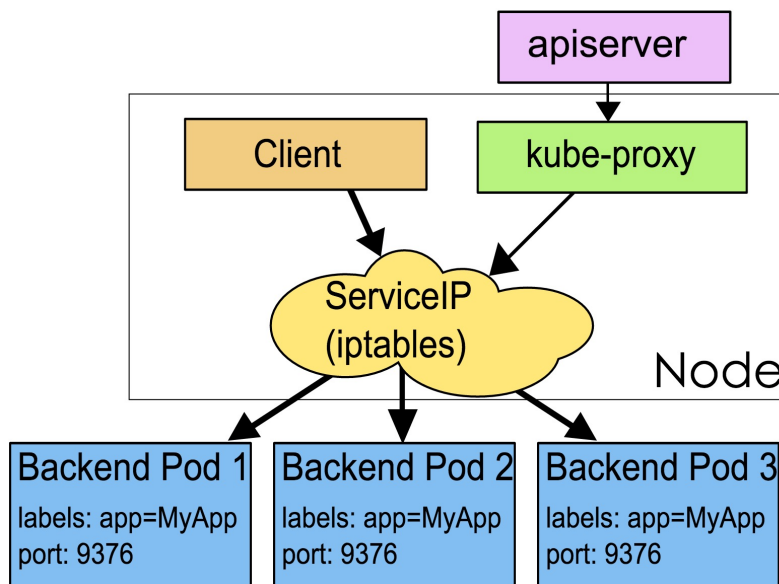 apiserver
Client
kube-proxy
ServiceIP
(iptables)
Node
Backend Pod 1
labels: app=MyApp
port: 9376
Backend Pod 2
labels: app=MyApp
port: 9376
Backend Pod 3
labels: app=MyApp
port: 9376